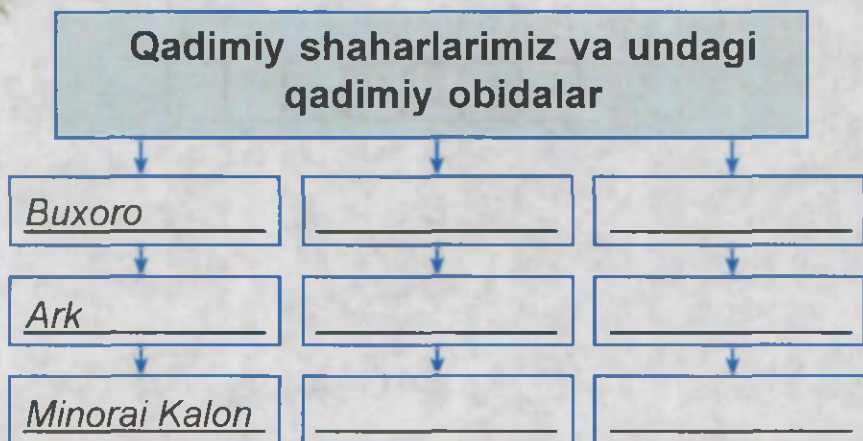 Qadimiy shaharlarimiz va undagi
qadimiy obidalar
Buxoro
Ark
Minorai Kalon